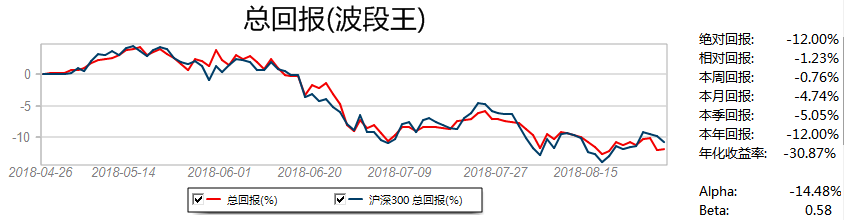 总回报(波段王)
0
-5
-10
2018-04-26 2018-05-14 2018-06-01 2018-06-20 2018-07-09 2018-07-27 2018-08-15
总回报(%) 沪深300 总回报(%)
绝对回报: -12.00%
相对回报: -1.23%
本周回报: -0.76%
本月回报: -4.74%
本季回报: -5.05%
本年回报: -12.00%
年化收益率: -30.87%
Alpha: -14.48%
Beta: 0.58